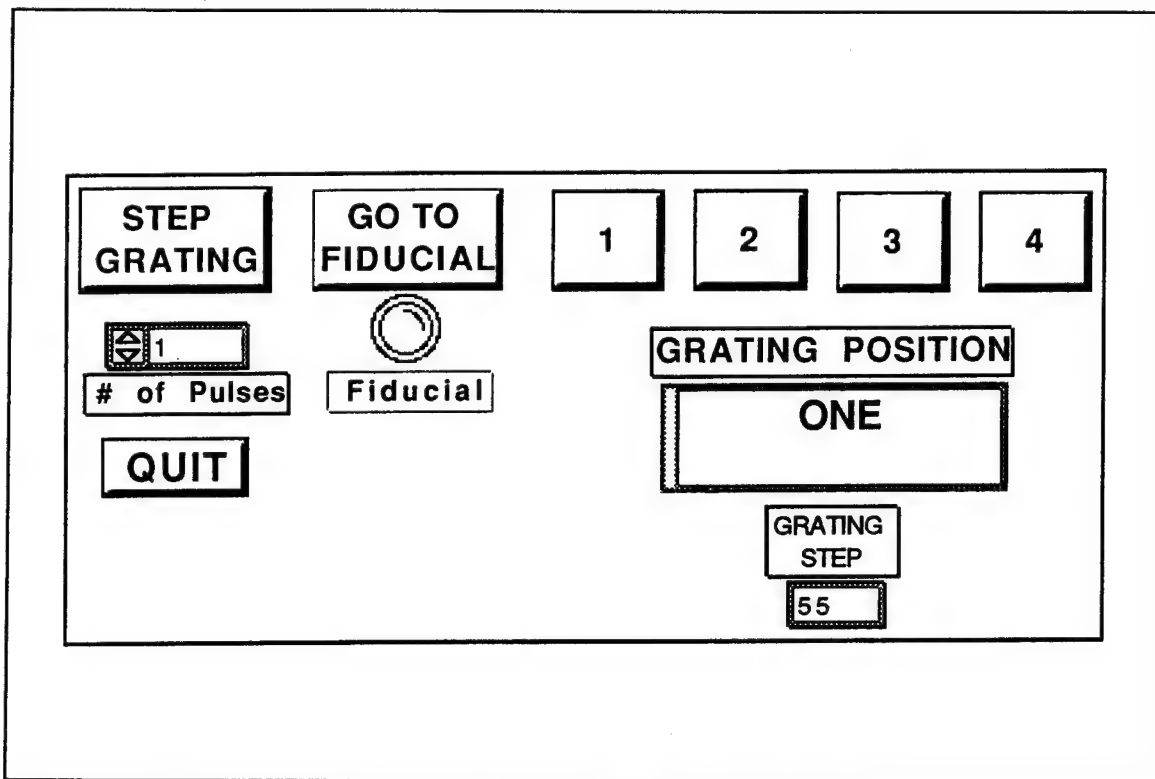 STEP
GRATING
GO TO
FIDUCIAL
1
2
3
4
1
# of Pulses
Fiducial
QUIT
GRATING POSITION
ONE
GRATING
STEP
55